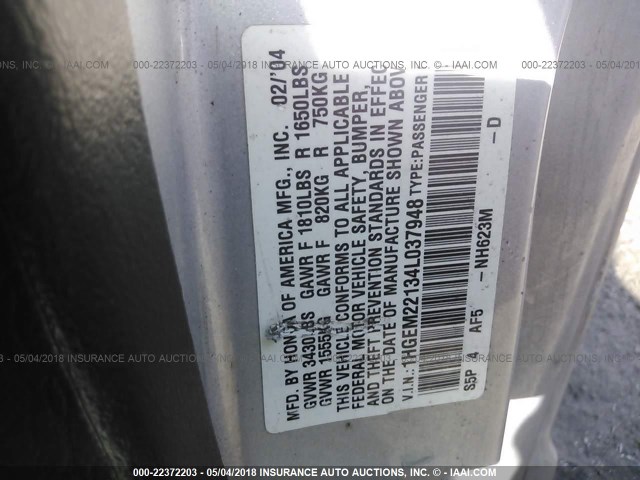 000-22372203 - 05/04/2018 INSURANCE AUTO AUCTIONS, INC. - © IAAI.COM
MFD. BY HONDA OF AMERICA MFG., INC. 02/'04
GVWR 3430LBS GAWR F 1810LBS R 1650LBS
GVWR 1555KG GAWR F 820KG R 750KG
THIS VEHICLE CONFORMS TO ALL APPLICABLE
FEDERAL MOTOR VEHICLE SAFETY, BUMPER,
AND THEFT PREVENTION STANDARDS IN EFFEC
ON THE DATE OF MANUFACTURE SHOWN ABOV
V.I.N.: 1HGEM22134L037948 TYPE: PASSENGER
S5P A AF5 - NH623M - D
000-22372203 - 05/04/2018 INSURANCE AUTO AUCTIONS, INC. - © IAAI.COM